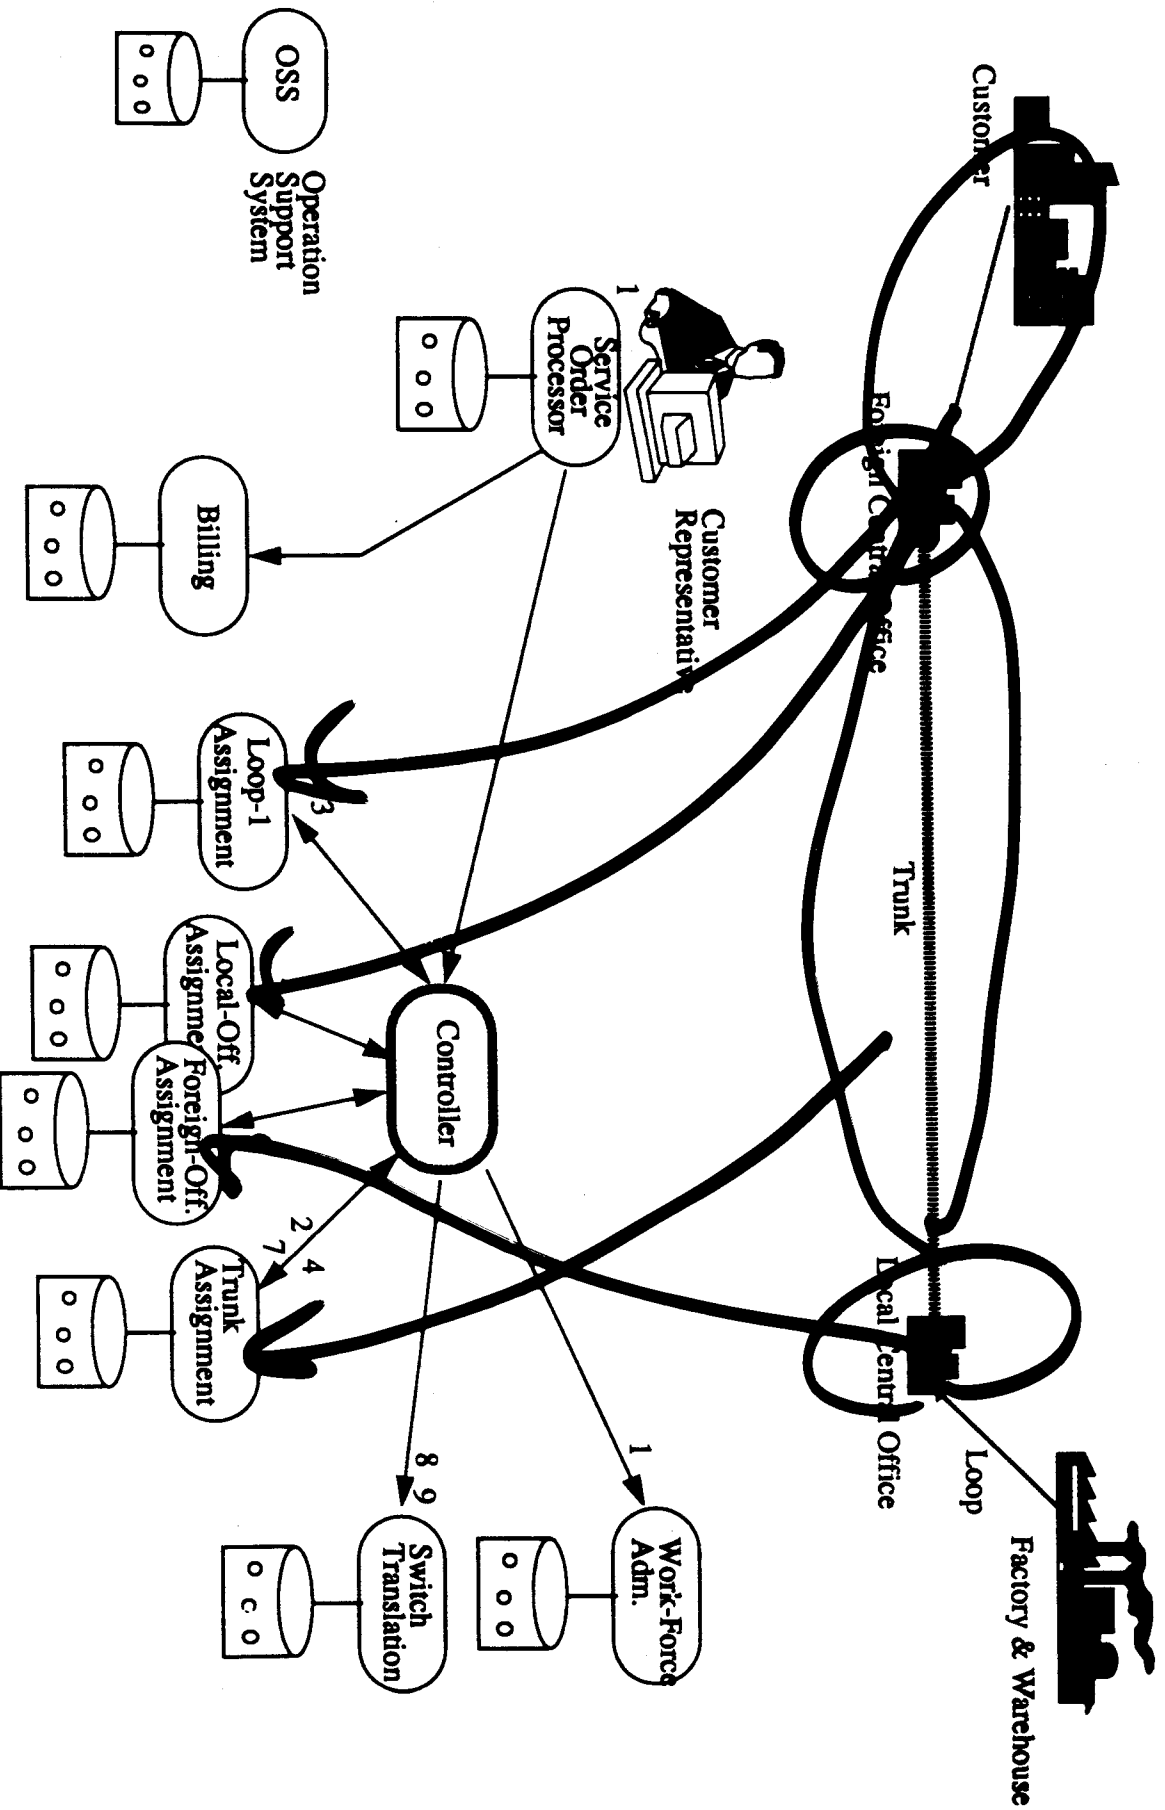 Customer
Foreign Central Office
Trunk
Local Central Office
Loop
Factory & Warehouse
Customer
Representative
1
Service
Order
Processor
OSS
Operation
Support
System
Billing
3
Loop-1
Assignment
Local-Off.
Assignme
Controller
Foreign-Off.
Assignment
2 4
7
Trunk
Assignment
1
Work-Force
Adm.
8 9
Switch
Translation